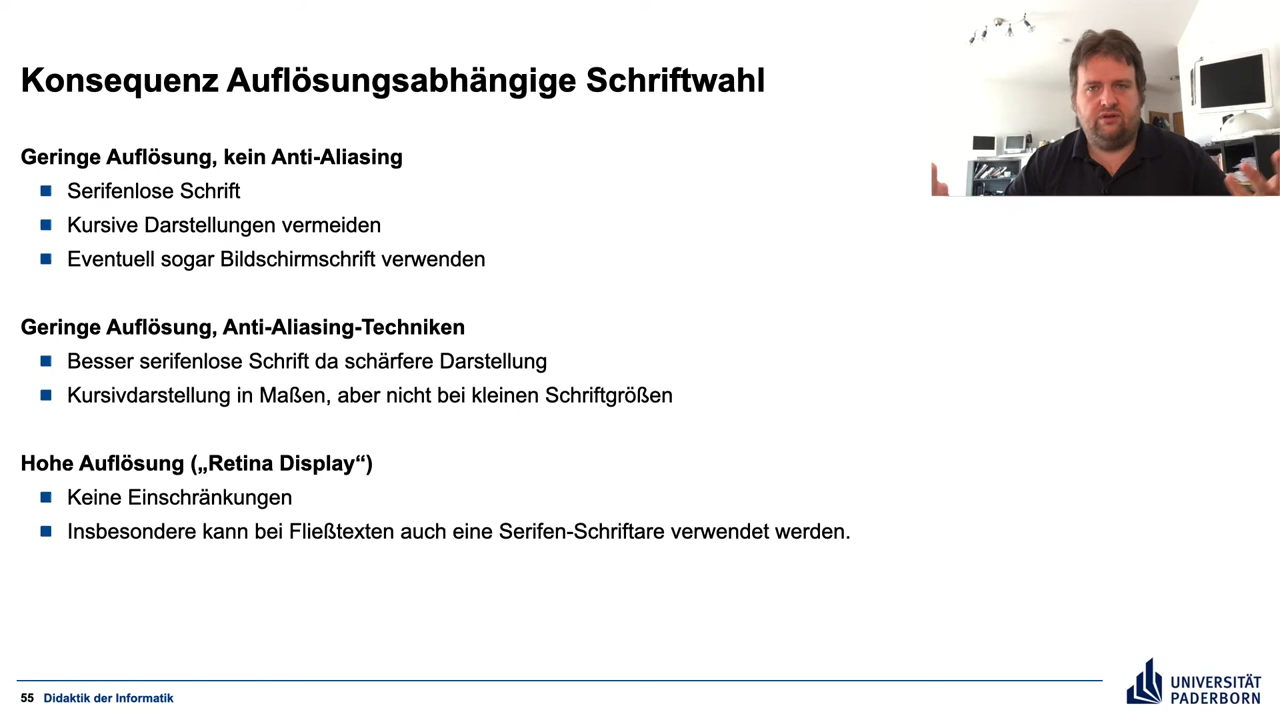 Konsequenz Auflösungsabhängige Schriftwahl
Geringe Auflösung, kein Anti-Aliasing
Serifenlose Schrift
Kursive Darstellungen vermeiden
Eventuell sogar Bildschirmschrift verwenden
Geringe Auflösung, Anti-Aliasing-Techniken
Besser serifenlose Schrift da schärfere Darstellung
Kursivdarstellung in Maßen, aber nicht bei kleinen Schriftgrößen
Hohe Auflösung („Retina Display“)
Keine Einschränkungen
Insbesondere kann bei Fließtexten auch eine Serifen-Schriftare verwendet werden.
55 Didaktik der Informatik
UNIVERSITÄT
PADERBORN